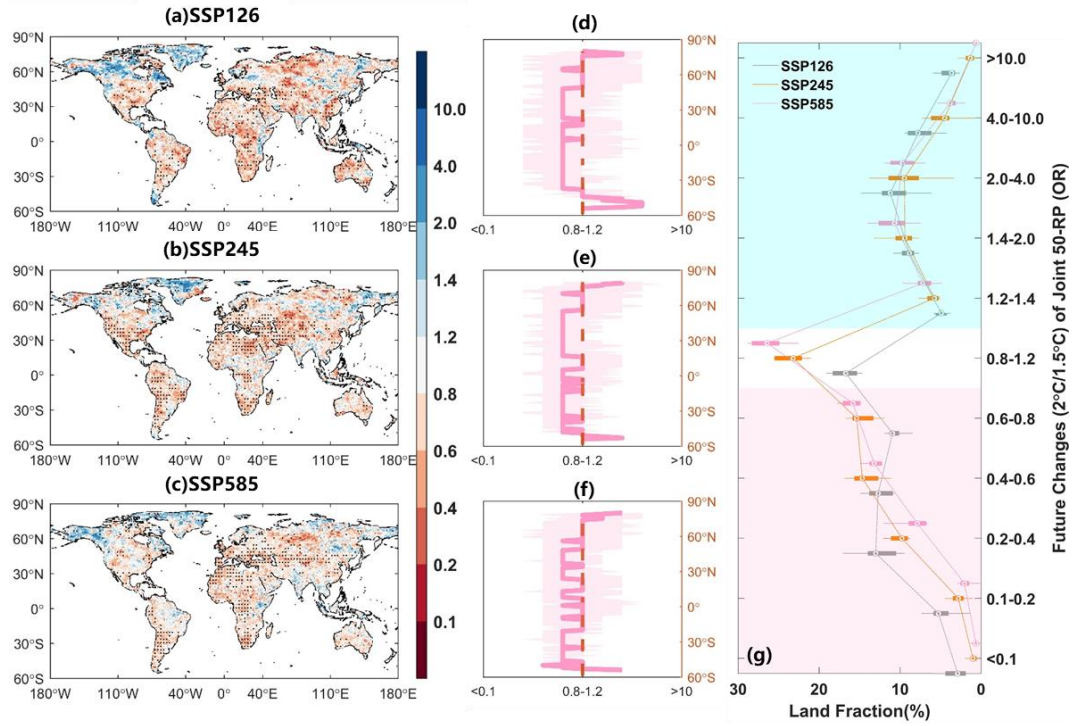 (a)SSP126
90°N
60°N
30°N
0°
30°S
60°S
180°W
110°W
40°W
0°
40°E
110°E
180°E
(b)SSP245
90°N
60°N
30°N
0°
30°S
60°S
180°W
110°W
40°W
0°
40°E
110°E
180°E
(c)SSP585
90°N
60°N
30°N
0°
30°S
60°S
180°W
110°W
40°W
0°
40°E
110°E
180°E
10.0
4.0
2.0
1.4
1.2
0.8
0.6
0.4
0.2
0.1
(d)
90°N
60°N
30°N
0°
30°S
60°S
<0.1
0.8-1.2
>10
(e)
90°N
60°N
30°N
0°
30°S
60°S
<0.1
0.8-1.2
>10
(f)
90°N
60°N
30°N
0°
30°S
60°S
<0.1
0.8-1.2
>10
SSP126
SSP245
SSP585
>10.0
4.0-10.0
2.0-4.0
1.4-2.0
1.2-1.4
0.8-1.2
0.6-0.8
0.4-0.6
0.2-0.4
0.1-0.2
<0.1
(g)
30
20
10
0
Land Fraction(%)
Future Changes (2°C/1.5°C) of Joint 50-RP (OR)